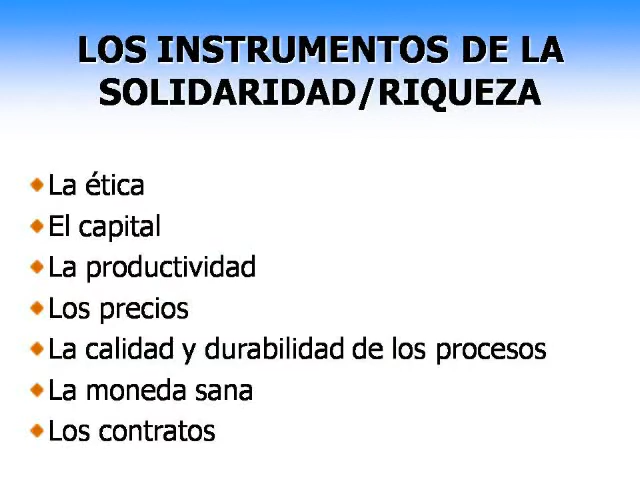 LOS INSTRUMENTOS DE LA
SOLIDARIDAD/RIQUEZA
La ética
El capital
La productividad
Los precios
La calidad y durabilidad de los procesos
La moneda sana
Los contratos